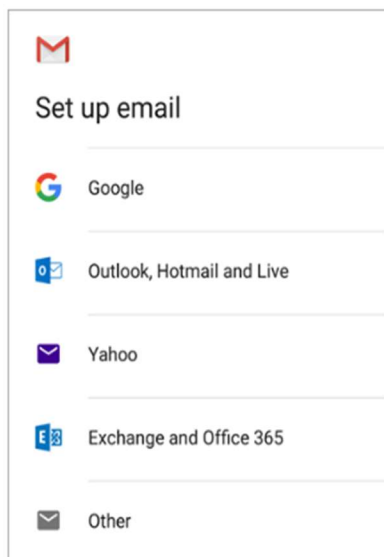 Set up email
Google
Outlook, Hotmail and Live
Yahoo
Exchange and Office 365
Other